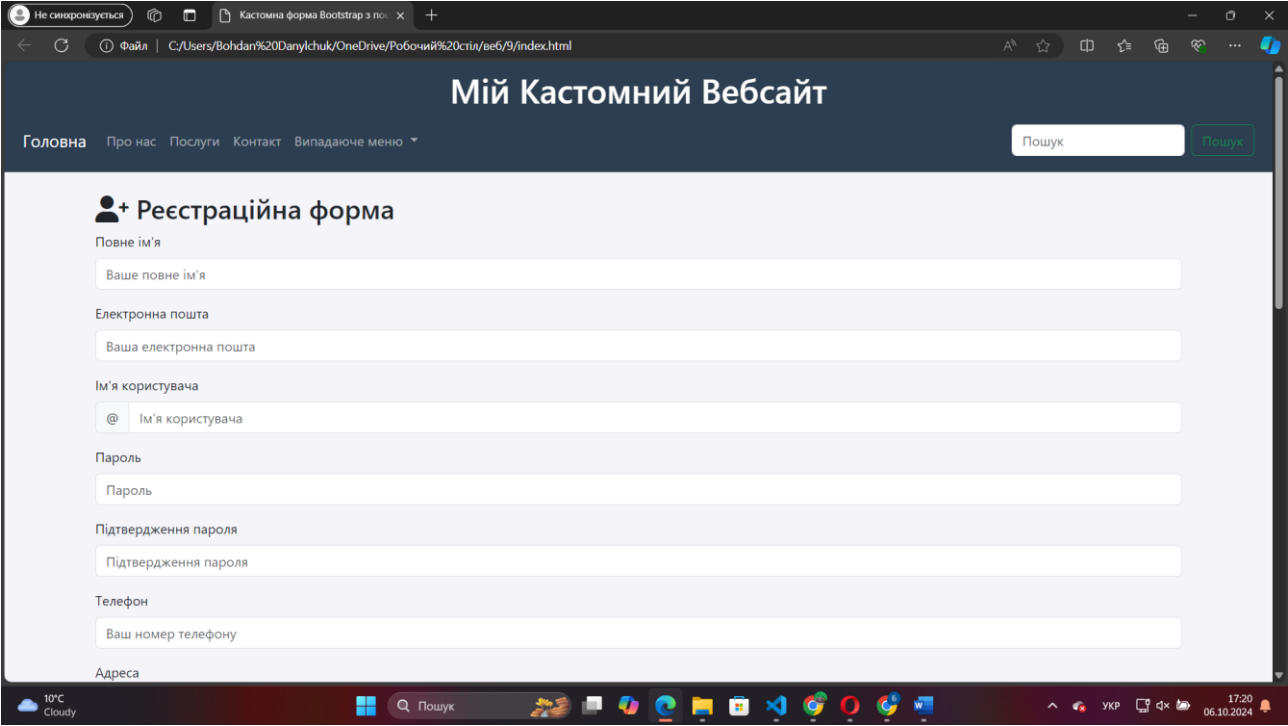 Не синхронізується
Кастомна форма Bootstrap з пос
Файл | C:/Users/Bohdan%20Danylchuk/OneDrive/Робочий%20стіл/веб/9/index.html
Мій Кастомний Вебсайт
Головна Про нас Послуги Контакт Випадаюче меню Пошук Пошук
Реєстраційна форма
Повне ім'я
Ваше повне ім'я
Електронна пошта
Ваша електронна пошта
Ім'я користувача
@ Ім'я користувача
Пароль
Пароль
Підтвердження пароля
Підтвердження пароля
Телефон
Ваш номер телефону
Адреса
10°C
Cloudy
Пошук
6
УКР
17:20
06.10.2024